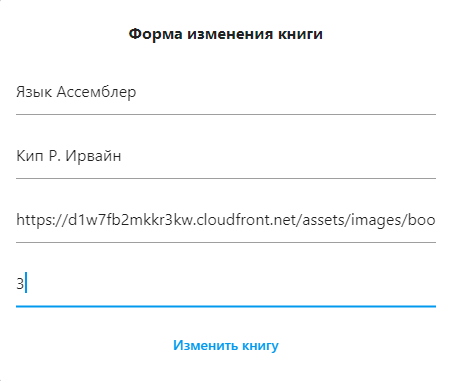 Форма изменения книги
Язык Ассемблер
Кип Р. Ирвайн
https://d1w7fb2mkkr3kw.cloudfront.net/assets/images/boo
3
Изменить книгу